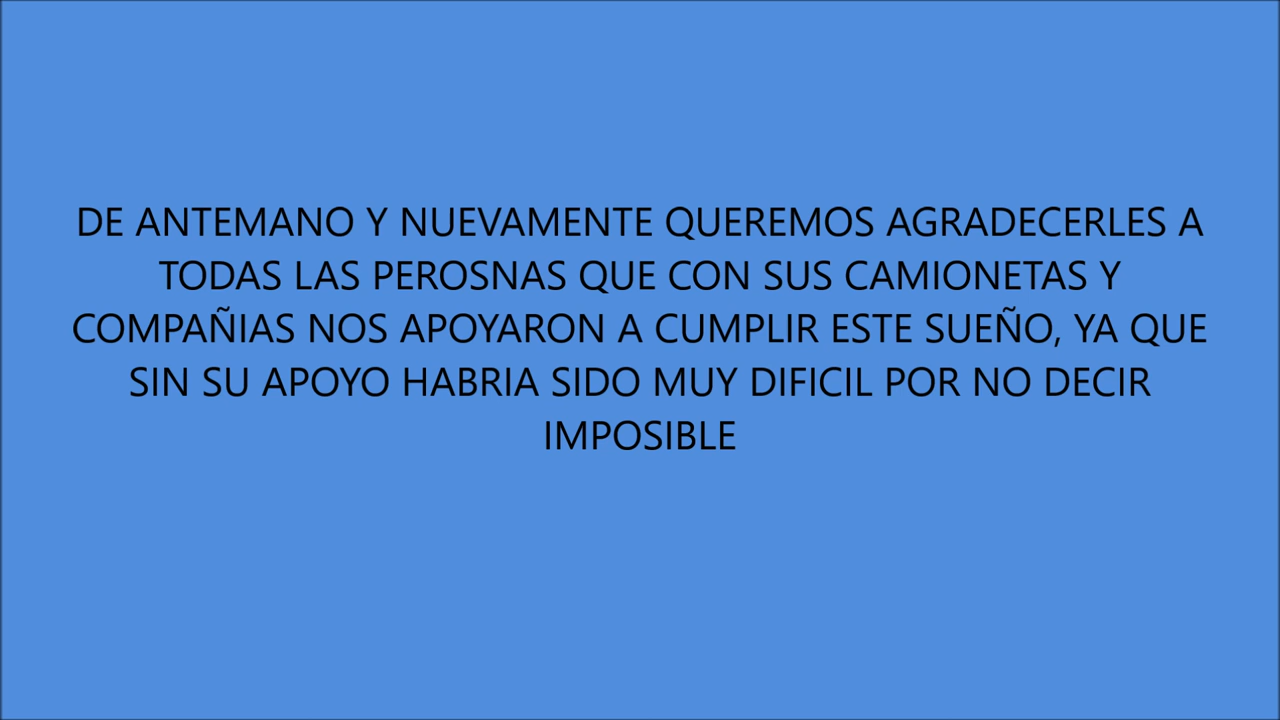 DE ANTEMANO Y NUEVAMENTE QUEREMOS AGRADECERLES A
TODAS LAS PEROSNAS QUE CON SUS CAMIONETAS Y
COMPAÑIAS NOS APOYARON A CUMPLIR ESTE SUEÑO, YA QUE
SIN SU APOYO HABRIA SIDO MUY DIFICIL POR NO DECIR
IMPOSIBLE